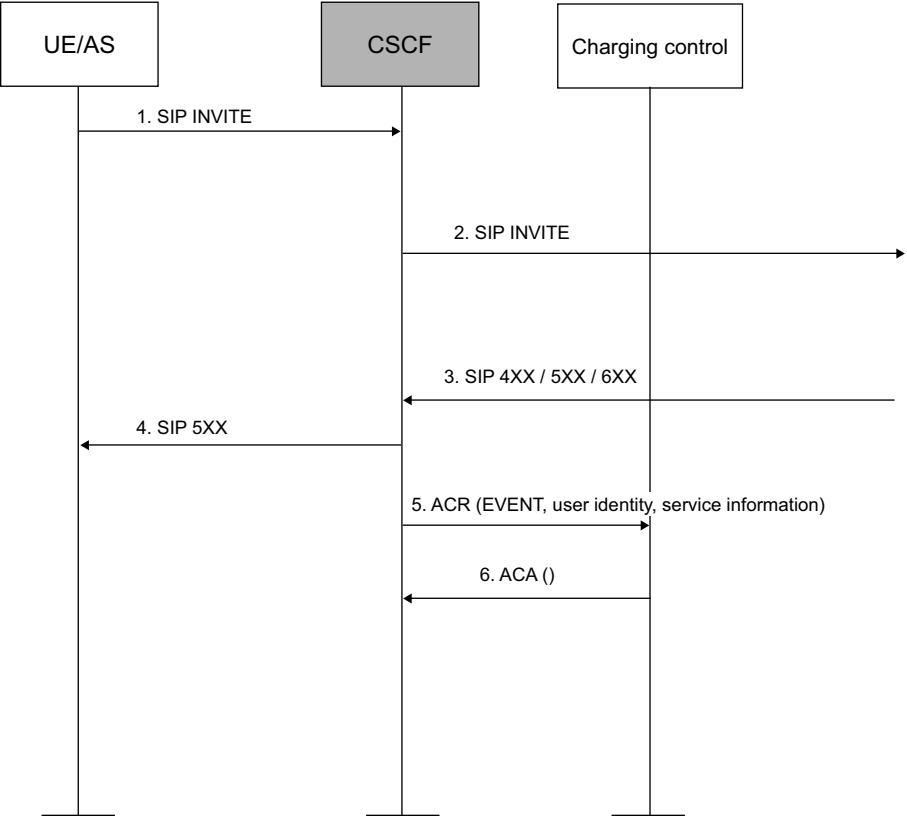 UE/AS
CSCF
Charging control
1. SIP INVITE
2. SIP INVITE
3. SIP 4XX / 5XX / 6XX
4. SIP 5XX
5. ACR (EVENT, user identity, service information)
6. ACA ()